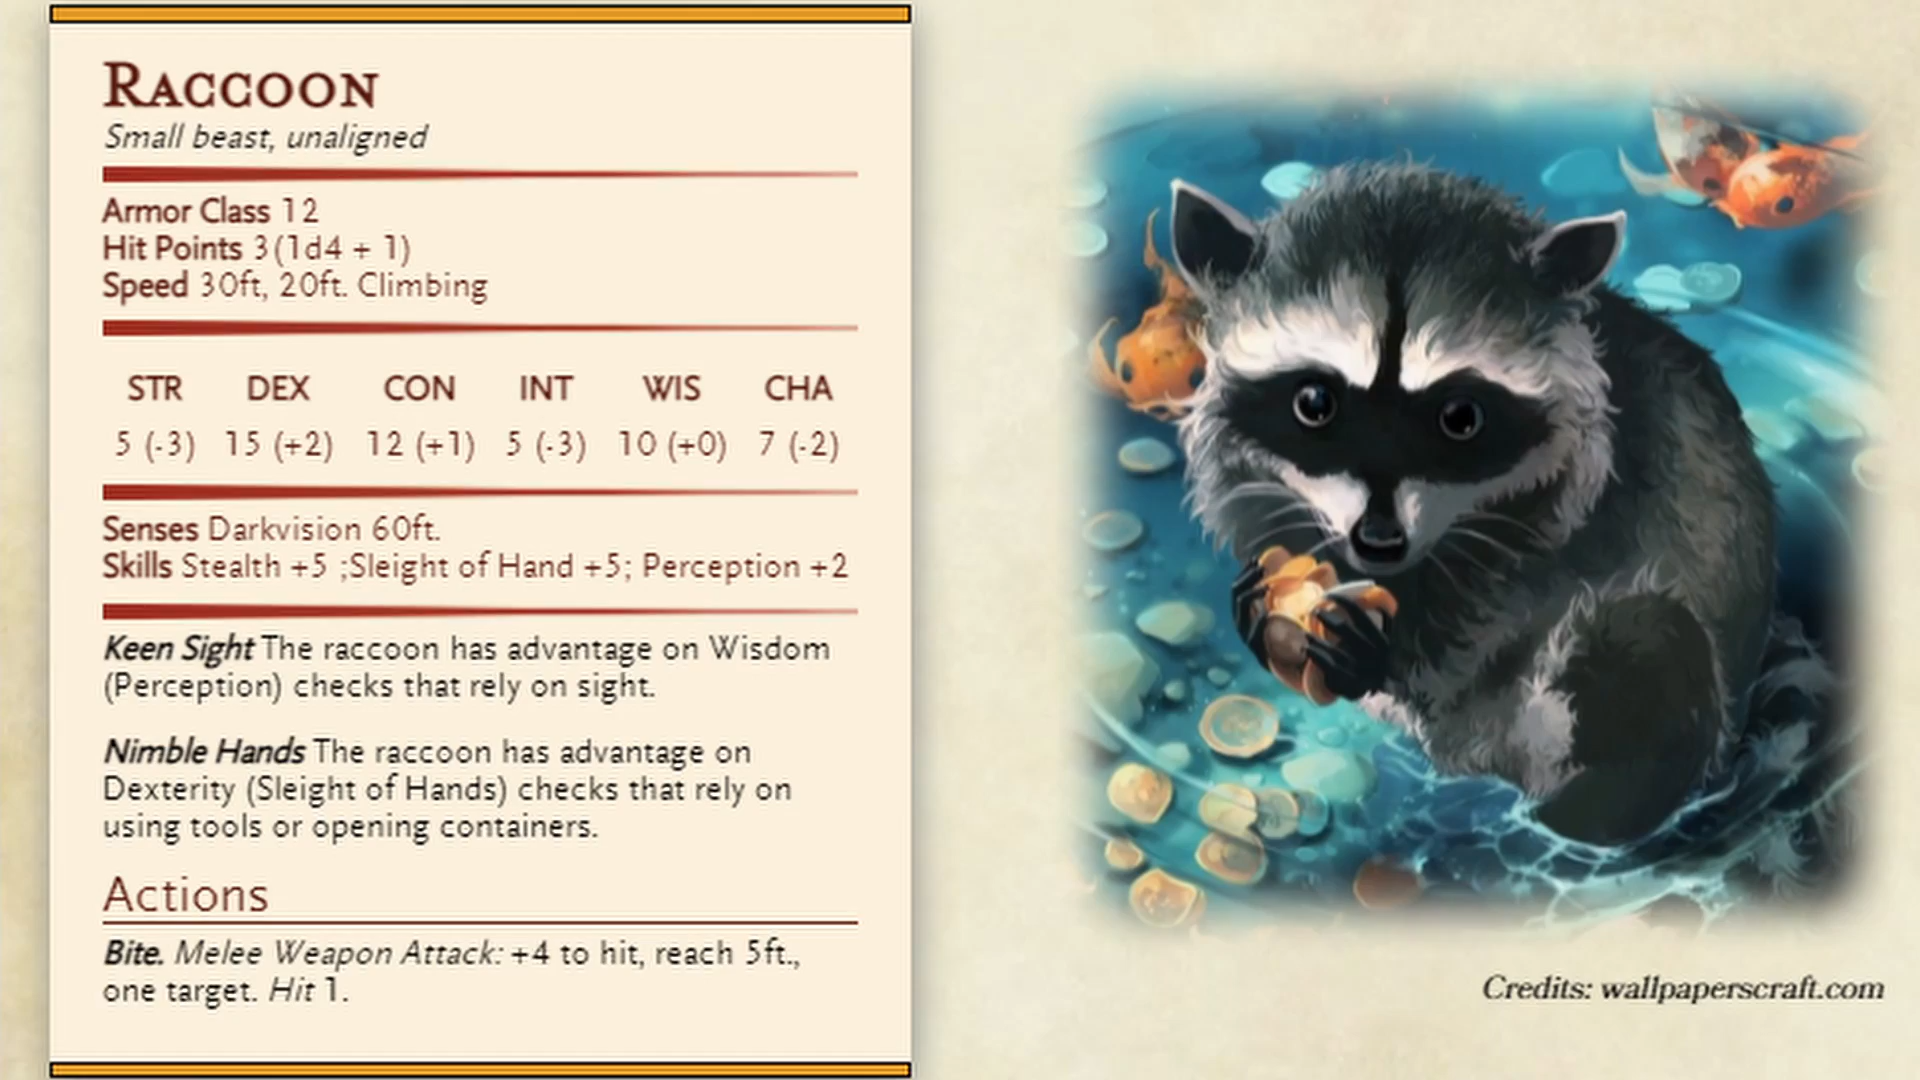 RACCOON
Small beast, unaligned
Armor Class 12
Hit Points 3(1d4 + 1)
Speed 30ft, 20ft. Climbing
STR DEX CON INT WIS CHA
5 (-3) 15 (+2) 12 (+1) 5 (-3) 10 (+0) 7 (-2)
Senses Darkvision 60ft.
Skills Stealth +5 ;Sleight of Hand +5; Perception +2
Keen Sight The raccoon has advantage on Wisdom
(Perception) checks that rely on sight.
Nimble Hands The raccoon has advantage on
Dexterity (Sleight of Hands) checks that rely on
using tools or opening containers.
Actions
Bite. Melee Weapon Attack: +4 to hit, reach 5ft.,
one target. Hit 1.
Credits: wallpaperscraft.com